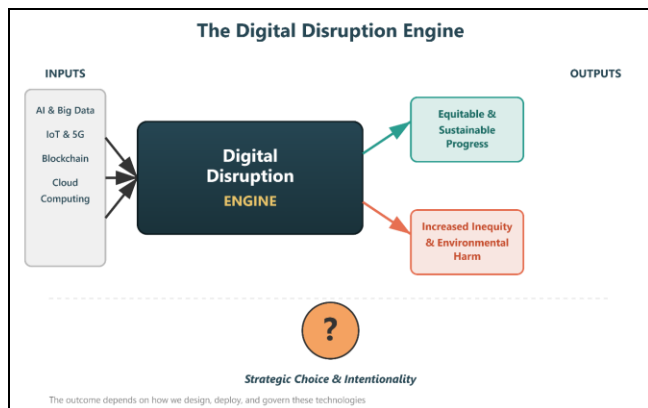 The Digital Disruption Engine
INPUTS
OUTPUTS
AI & Big Data
IoT & 5G
Blockchain
Cloud
Computing
Digital
Disruption
ENGINE
Equitable &
Sustainable
Progress
Increased Inequity
& Environmental
Harm
?
Strategic Choice & Intentionality
The outcome depends on how we design, deploy, and govern these technologies